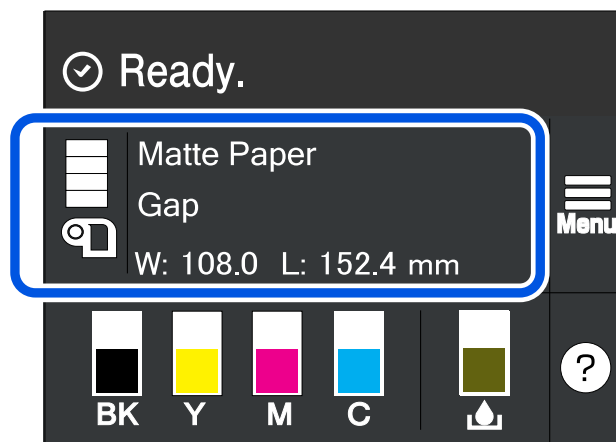 Ready.
Matte Paper
Gap
W: 108.0 L: 152.4 mm
Menu
BK Y M C
?